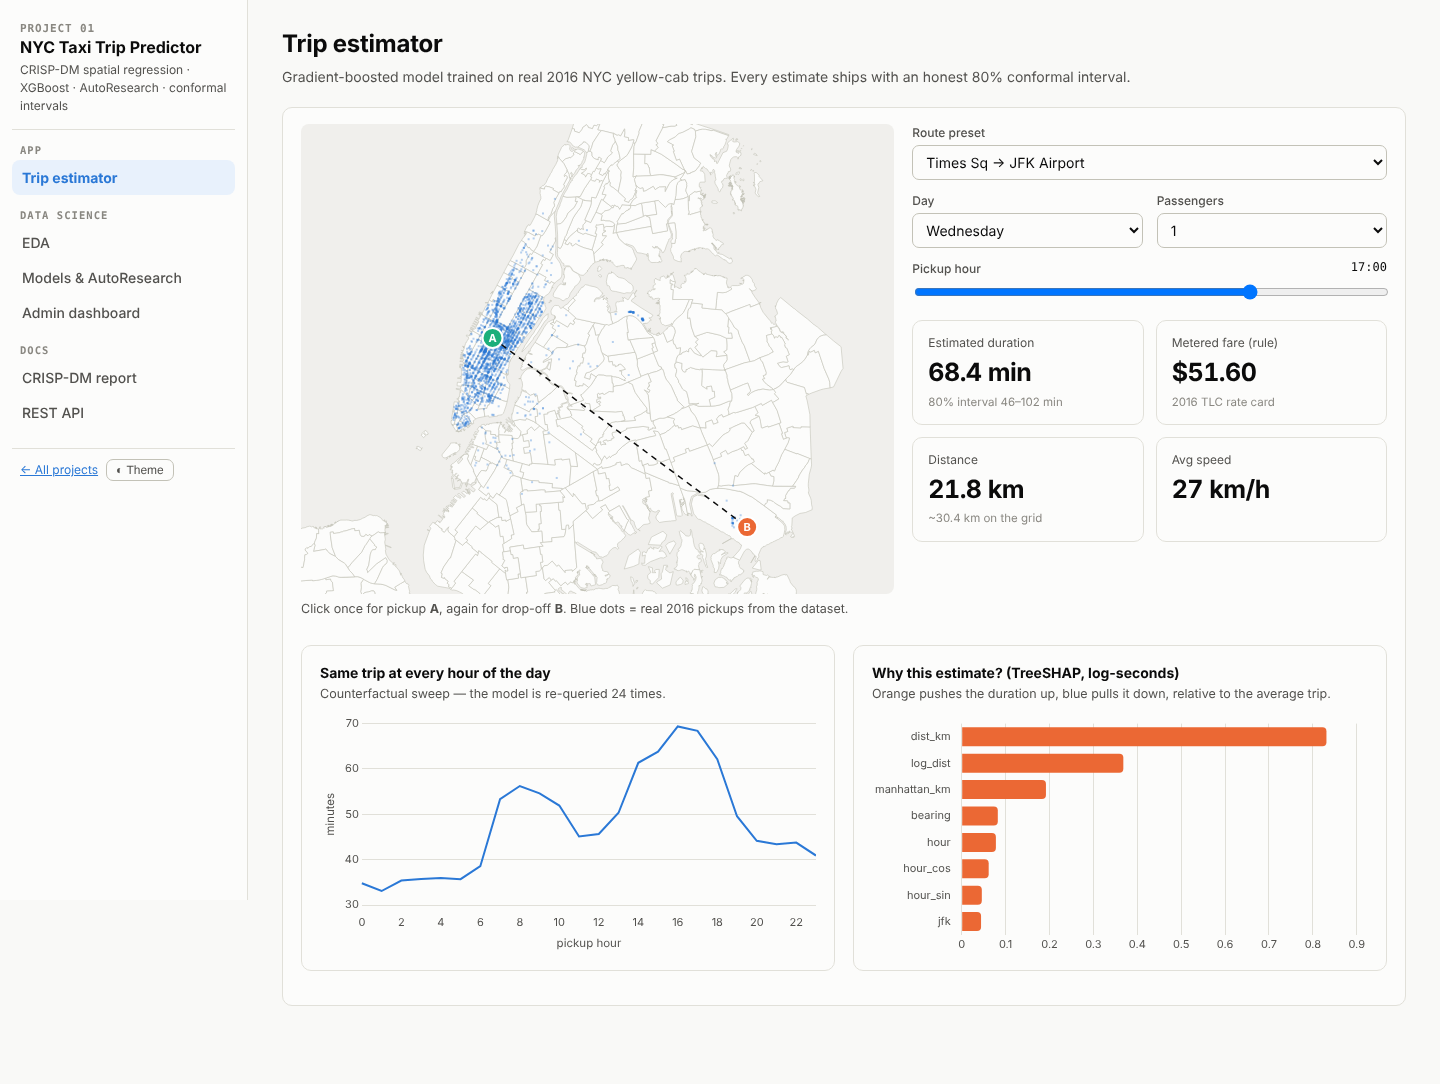 PROJECT 01
NYC Taxi Trip Predictor
CRISP-DM spatial regression ·
XGBoost · AutoResearch · conformal
intervals
APP
Trip estimator
DATA SCIENCE
EDA
Models & AutoResearch
Admin dashboard
DOCS
CRISP-DM report
REST API
← All projects
Theme
Trip estimator
Gradient-boosted model trained on real 2016 NYC yellow-cab trips. Every estimate ships with an honest 80% conformal interval.
A
B
Click once for pickup A, again for drop-off B. Blue dots = real 2016 pickups from the dataset.
Route preset
Times Sq → JFK Airport
Day
Passengers
Wednesday
1
Pickup hour
17:00
Estimated duration
68.4 min
80% interval 46–102 min
Metered fare (rule)
$51.60
2016 TLC rate card
Distance
21.8 km
~30.4 km on the grid
Avg speed
27 km/h
Same trip at every hour of the day
Counterfactual sweep — the model is re-queried 24 times.
70
60
50
40
30
minutes
0 2 4 6 8 10 12 14 16 18 20 22
pickup hour
Why this estimate? (TreeSHAP, log-seconds)
Orange pushes the duration up, blue pulls it down, relative to the average trip.
dist_km
log_dist
manhattan_km
bearing
hour
hour_cos
hour_sin
jfk
0 0.1 0.2 0.3 0.4 0.5 0.6 0.7 0.8 0.9